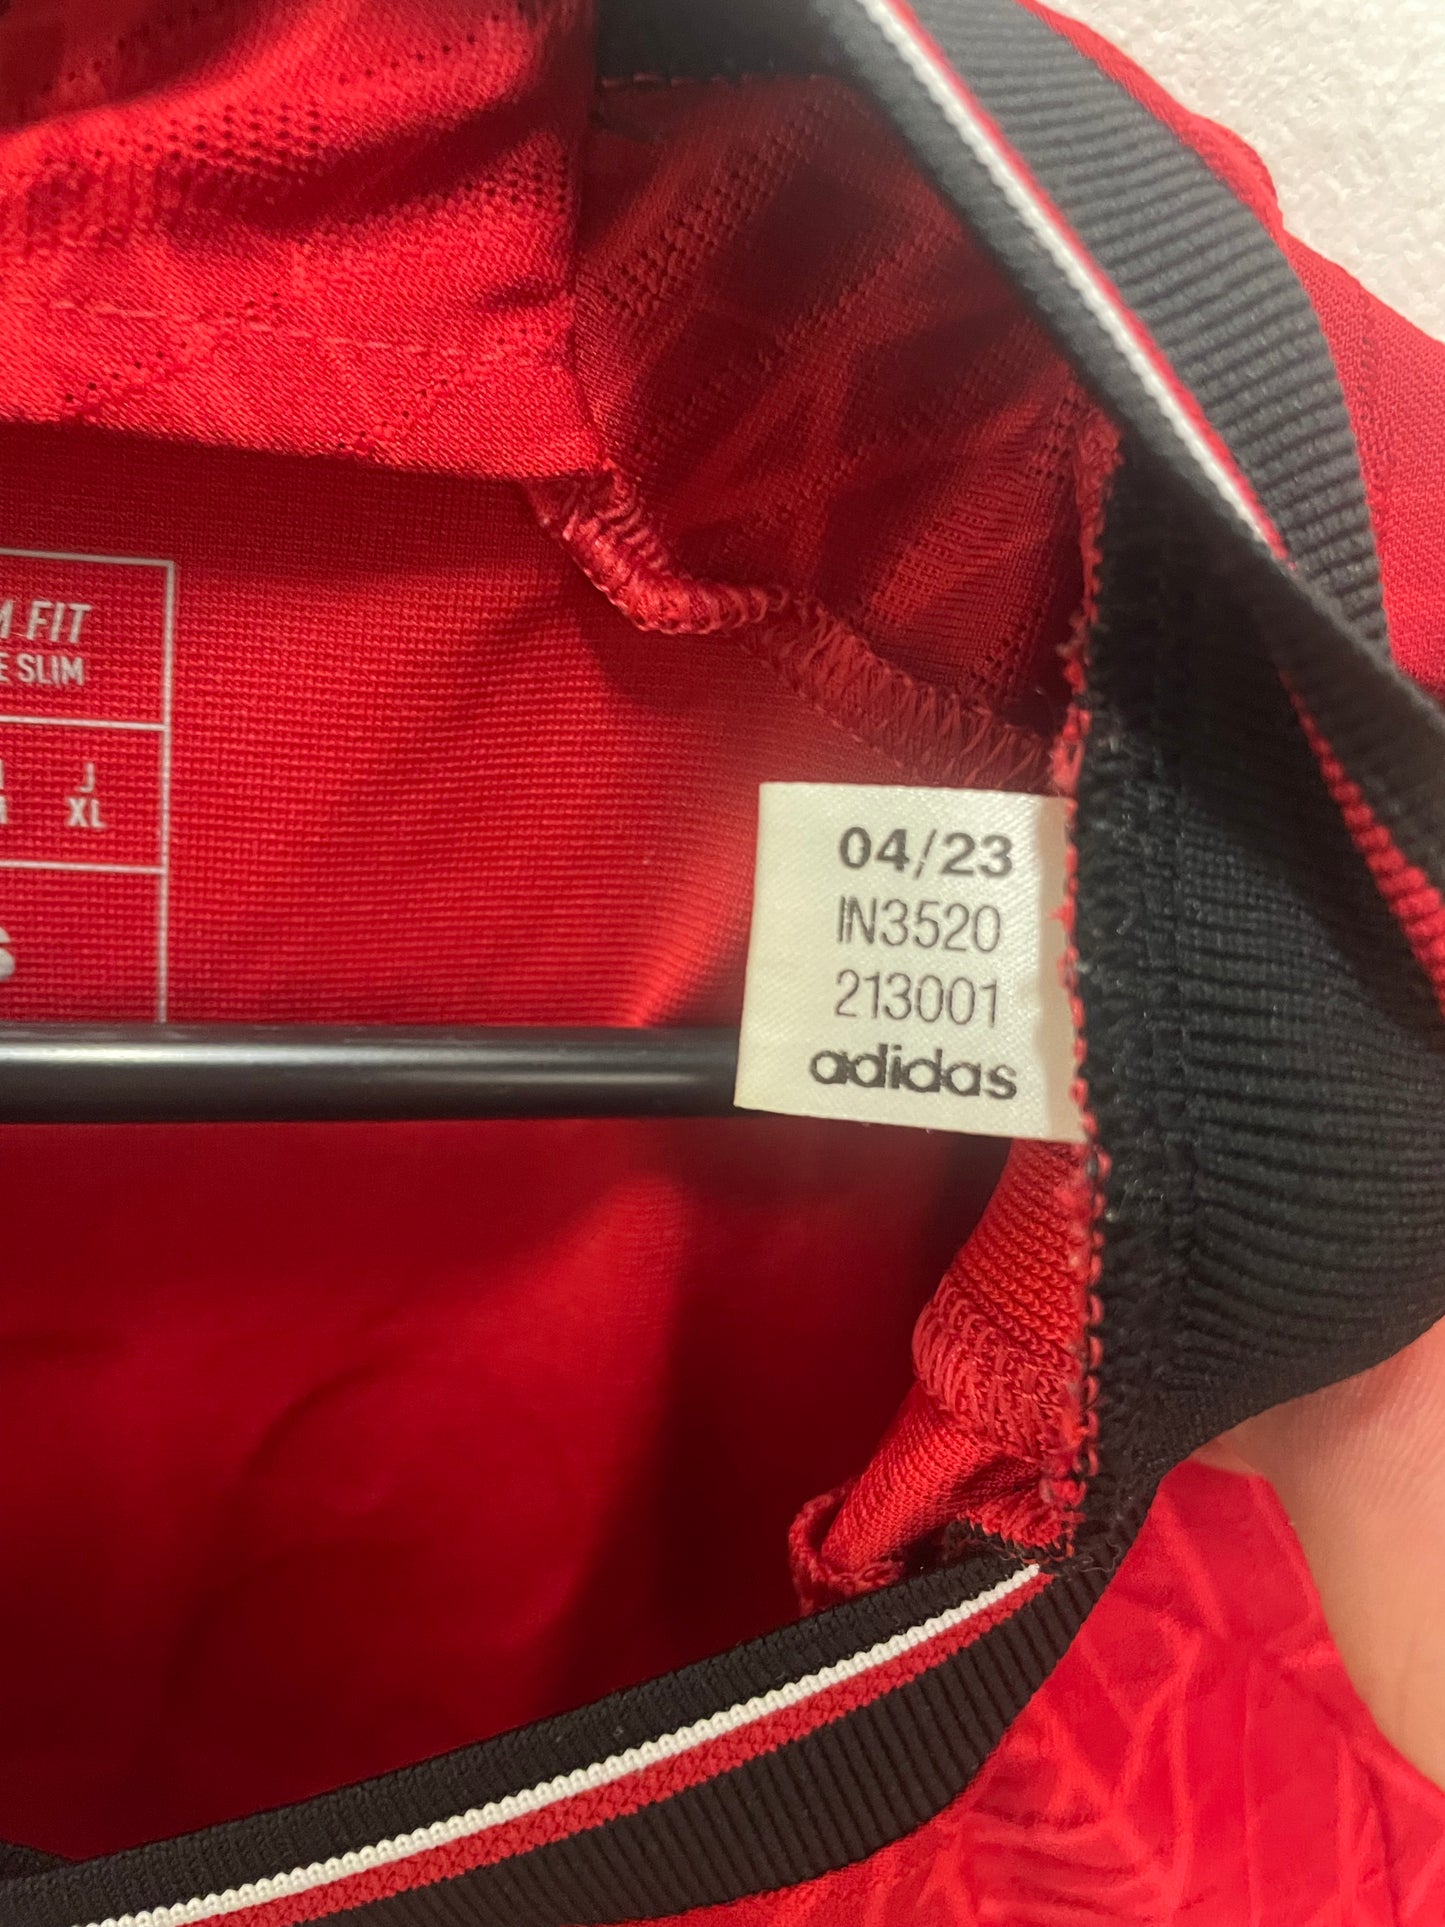 FIT
SLIM
J
XL
04/23
IN3520
213001
adidas